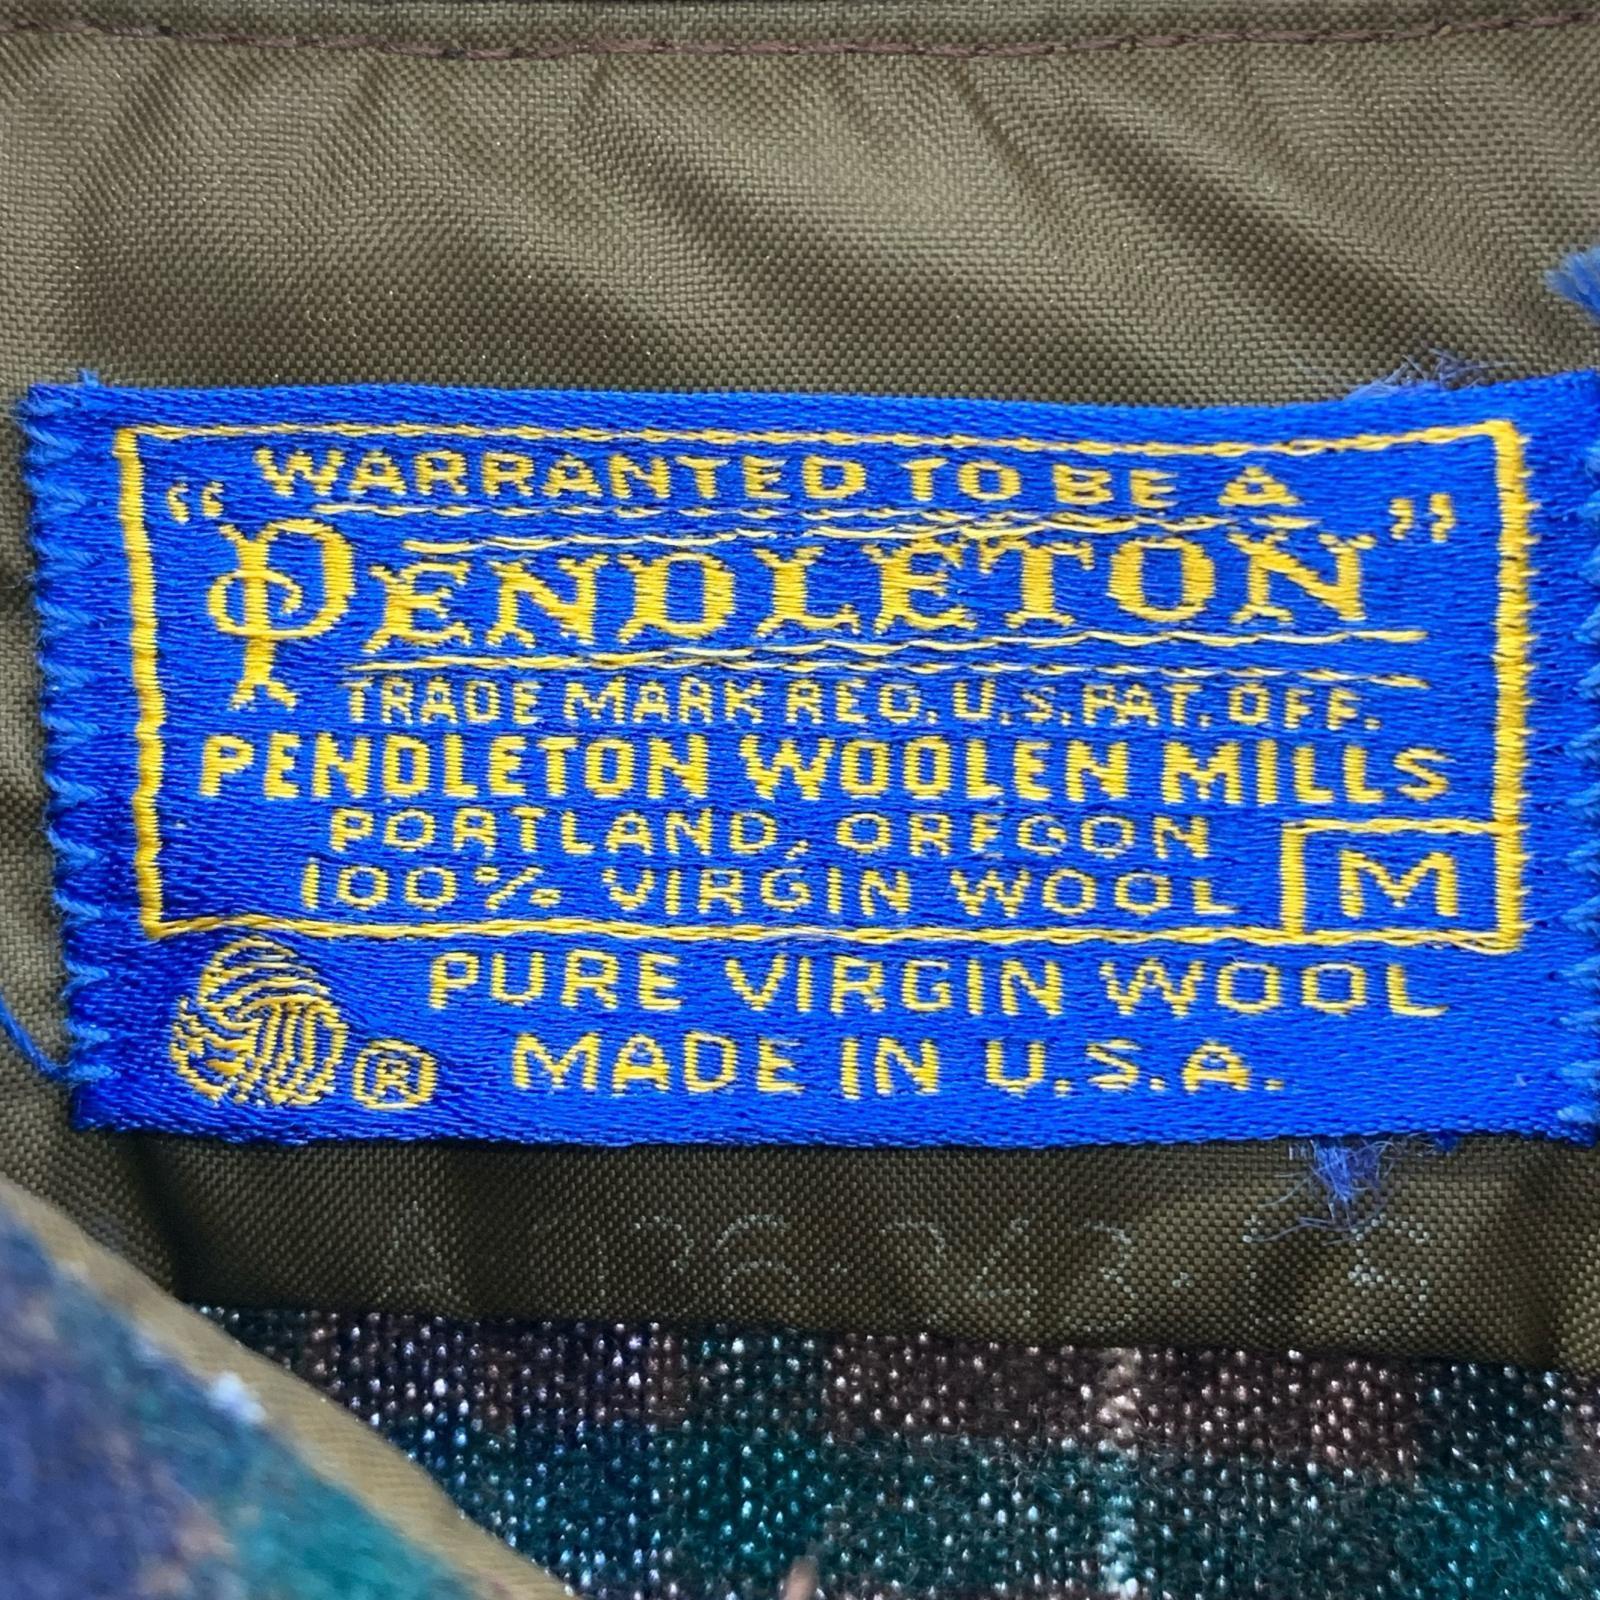 WARRANTED TO BE A
"PENDLETON"
TRADE MARK REG. U.S. PAT. OFF.
PENDLETON WOOLEN MILLS
PORTLAND, OREGON
100% VIRGIN WOOL M
PURE VIRGIN WOOL
® MADE IN U.S.A.